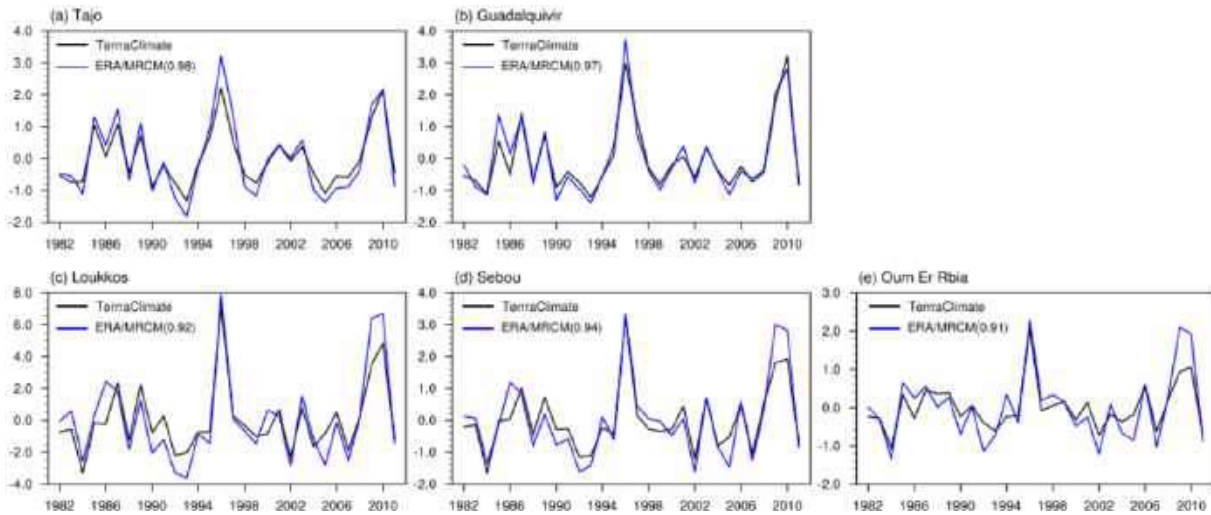 (a) Tajo
4.0
3.0
2.0
1.0
0.0
-1.0
-2.0
TerraClimate
ERA/MRCM(0.98)
1982 1986 1990 1994 1998 2002 2006 2010
(b) Guadalquivir
4.0
3.0
2.0
1.0
0.0
-1.0
-2.0
TerraClimate
ERA/MRCM(0.97)
1982 1986 1990 1994 1998 2002 2006 2010
(c) Loukkos
8.0
6.0
4.0
2.0
0.0
-2.0
-4.0
TerraClimate
ERA/MRCM(0.92)
1982 1986 1990 1994 1998 2002 2006 2010
(d) Sebou
4.0
3.0
2.0
1.0
0.0
-1.0
-2.0
TerraClimate
ERA/MRCM(0.94)
1982 1986 1990 1994 1998 2002 2006 2010
(e) Oum Er Rbia
3.0
2.0
1.0
0.0
-1.0
-2.0
TerraClimate
ERA/MRCM(0.91)
1982 1986 1990 1994 1998 2002 2006 2010